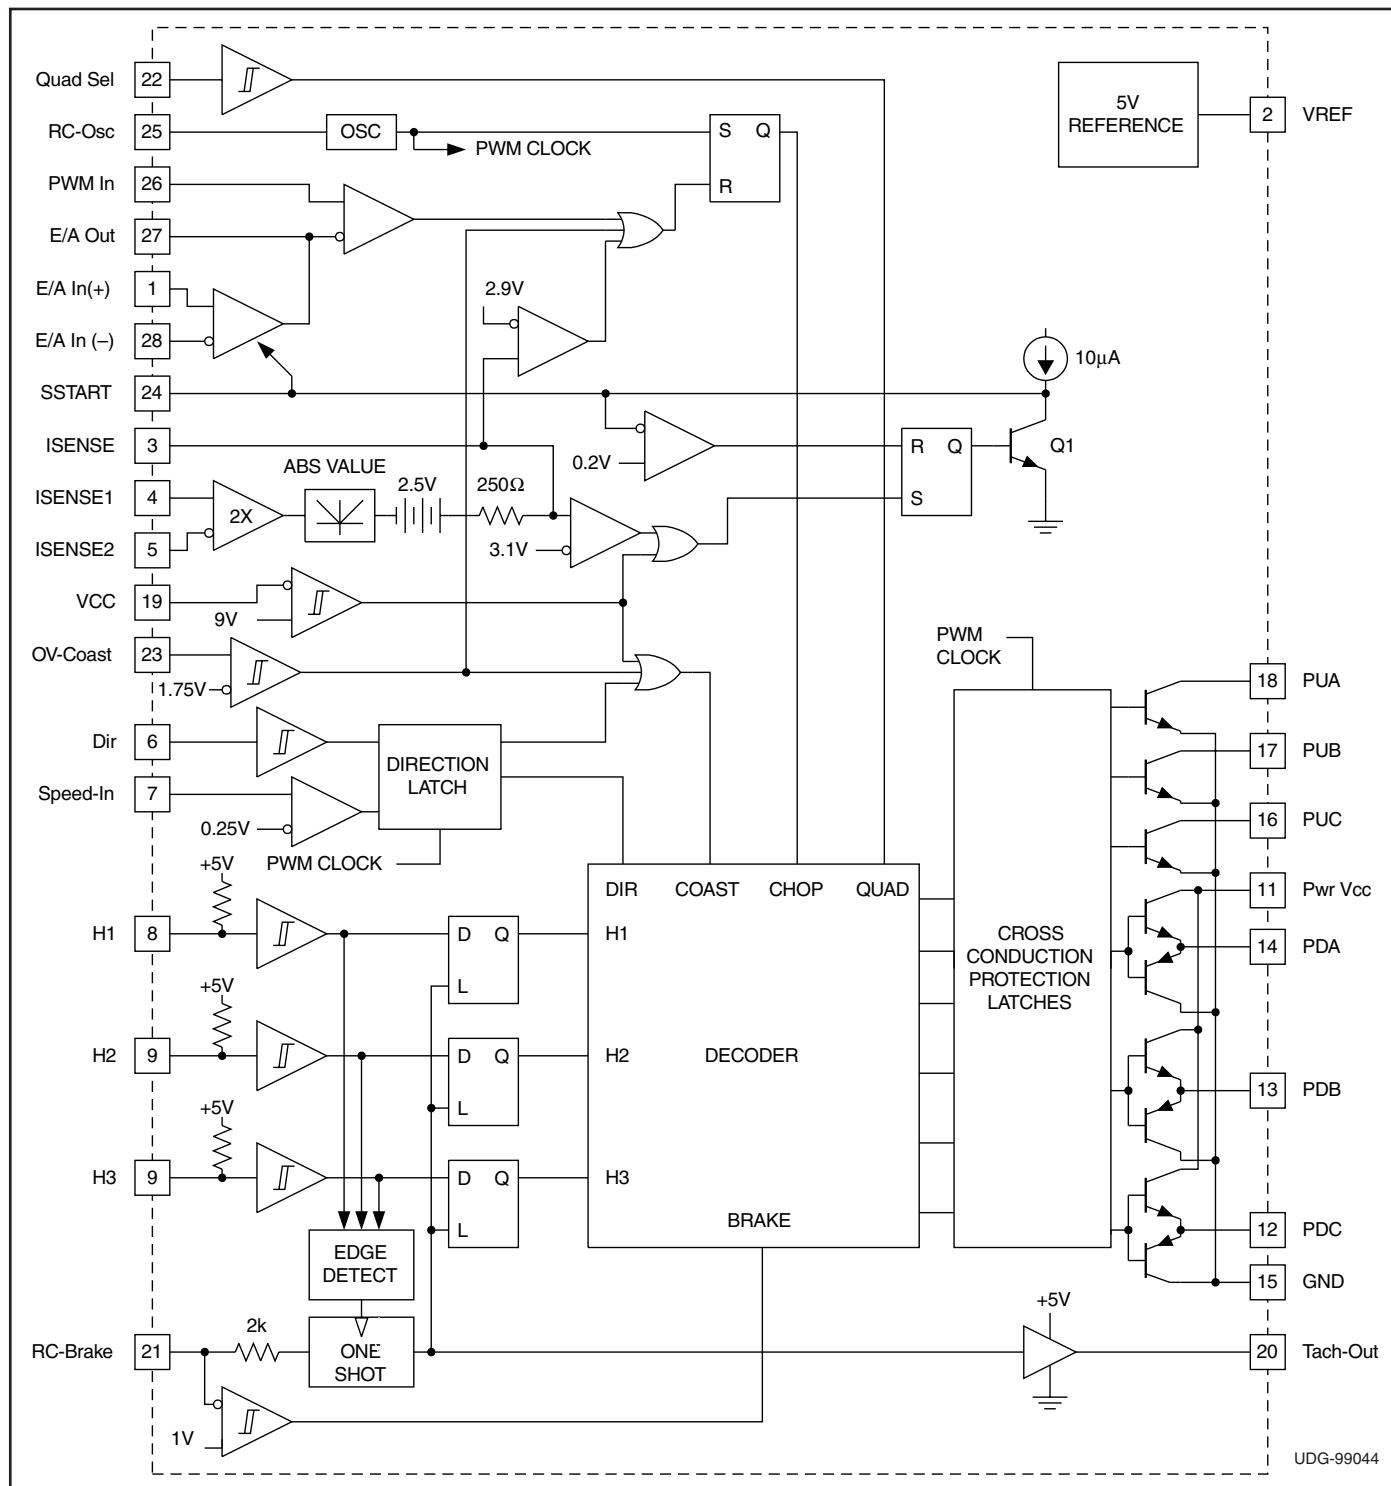 Quad Sel 22
5V
REFERENCE
2 VREF
RC-Osc 25 OSC
PWM CLOCK
S Q
R
PWM In 26
E/A Out 27
E/A In(+) 1
2.9V
E/A In (–) 28
10µA
SSTART 24
ISENSE 3
0.2V
R Q
S
Q1
ABS VALUE
2.5V
250Ω
ISENSE1 4
2X
ISENSE2 5
3.1V
VCC 19
9V
OV-Coast 23
1.75V
PWM
CLOCK
18 PUA
Dir 6
DIRECTION
LATCH
17 PUB
Speed-In 7
0.25V
16 PUC
PWM CLOCK
+5V
DIR COAST CHOP QUAD
11 Pwr Vcc
H1 8
D Q
L
H1
CROSS
CONDUCTION
PROTECTION
LATCHES
14 PDA
+5V
H2 9
D Q
L
H2
DECODER
13 PDB
+5V
H3 9
D Q
L
H3
BRAKE
12 PDC
EDGE
DETECT
15 GND
+5V
RC-Brake 21
2k
ONE
SHOT
20 Tach-Out
1V
UDG-99044